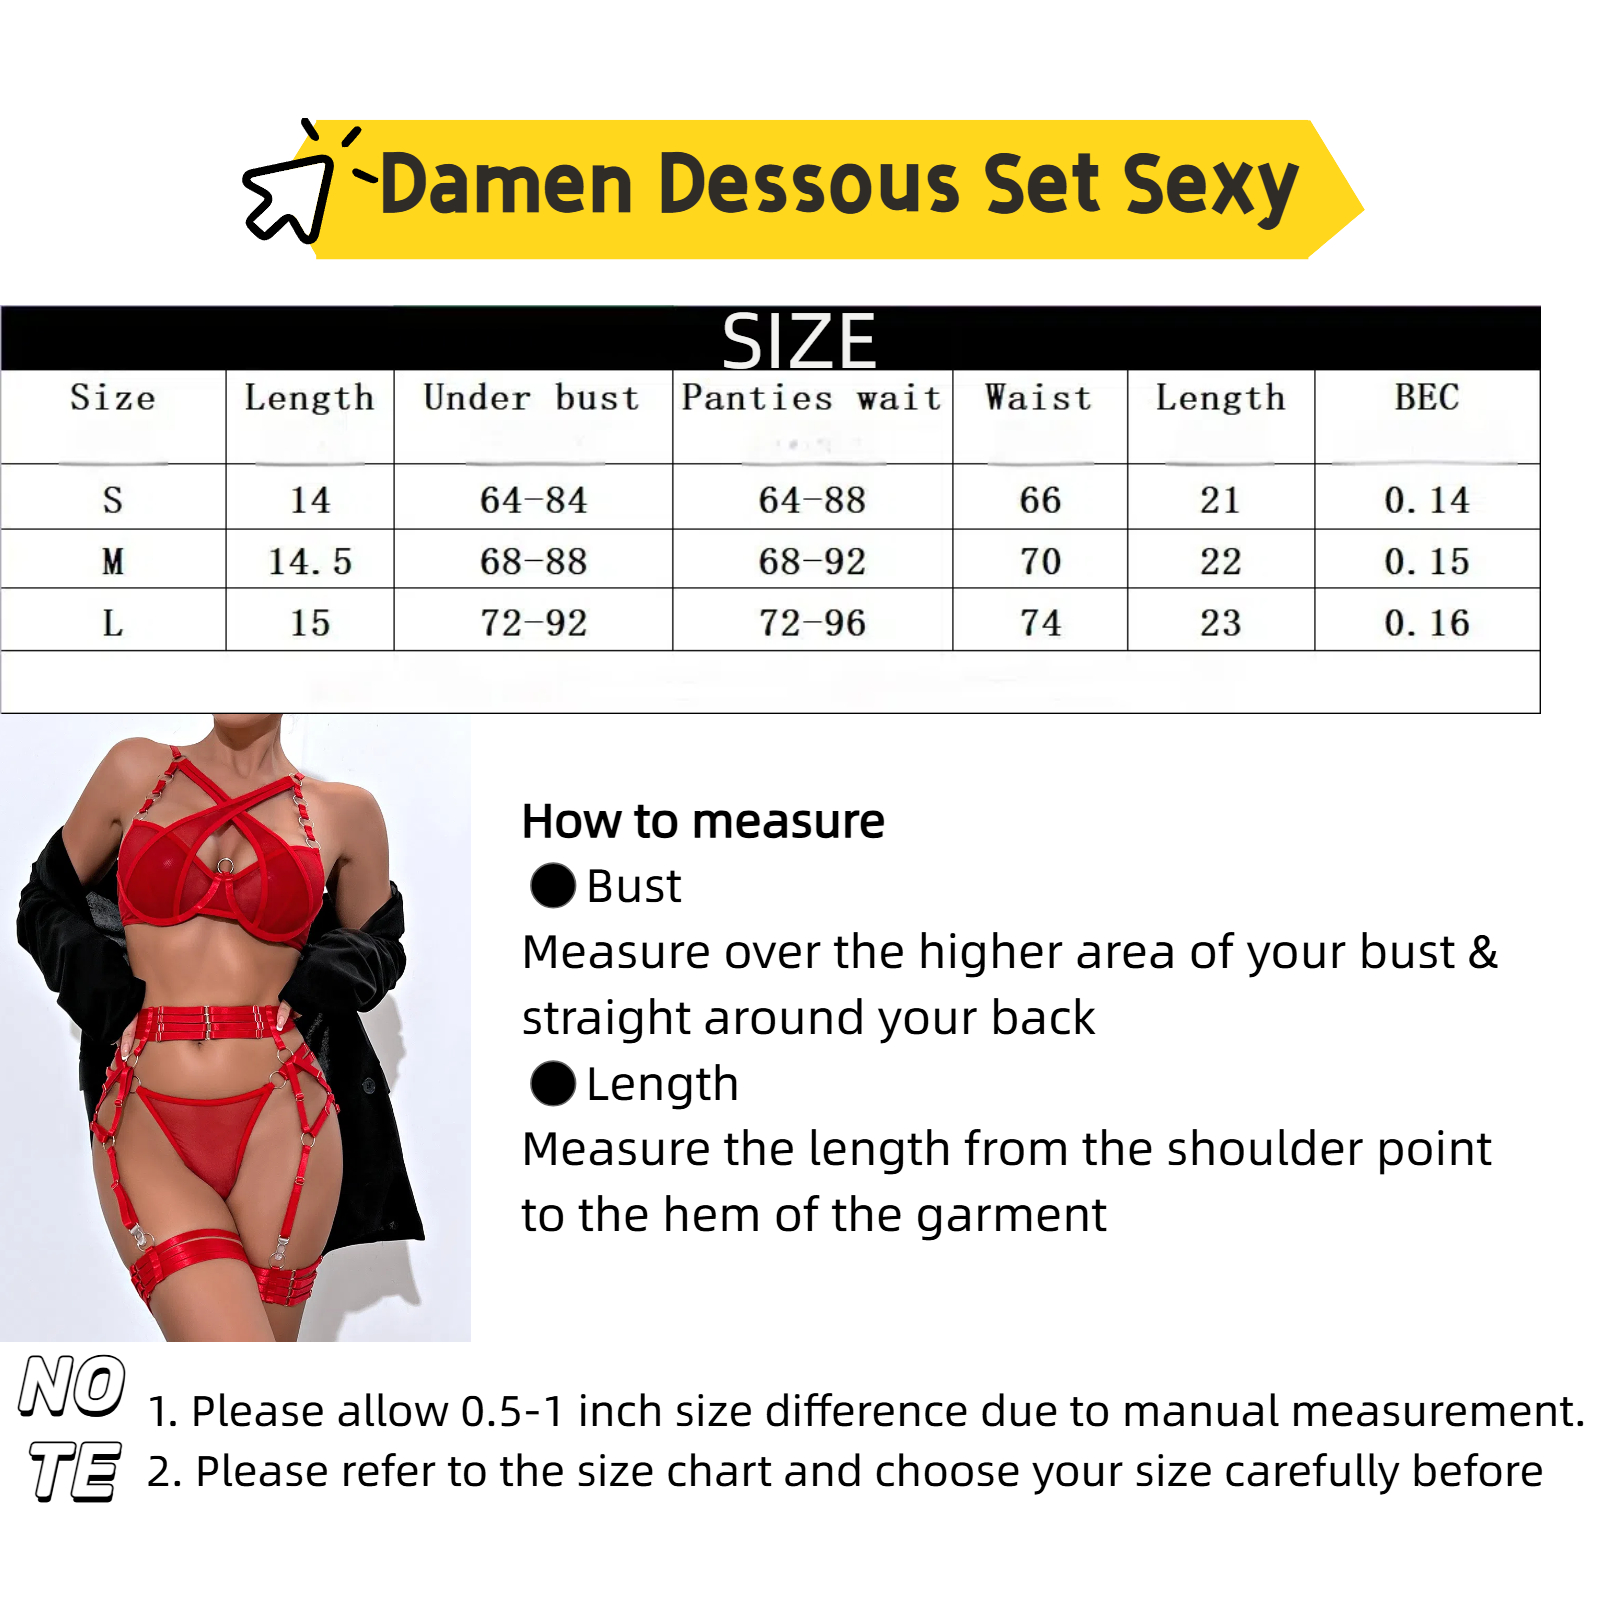 Damen Dessous Set Sexy
SIZE
Size Length Under bust Panties wait Waist Length BEC
S 14 64-84 64-88 66 21 0.14
M 14.5 68-88 68-92 70 22 0.15
L 15 72-92 72-96 74 23 0.16
How to measure
● Bust
Measure over the higher area of your bust &
straight around your back
● Length
Measure the length from the shoulder point
to the hem of the garment
NO
TE
1. Please allow 0.5-1 inch size difference due to manual measurement.
2. Please refer to the size chart and choose your size carefully before